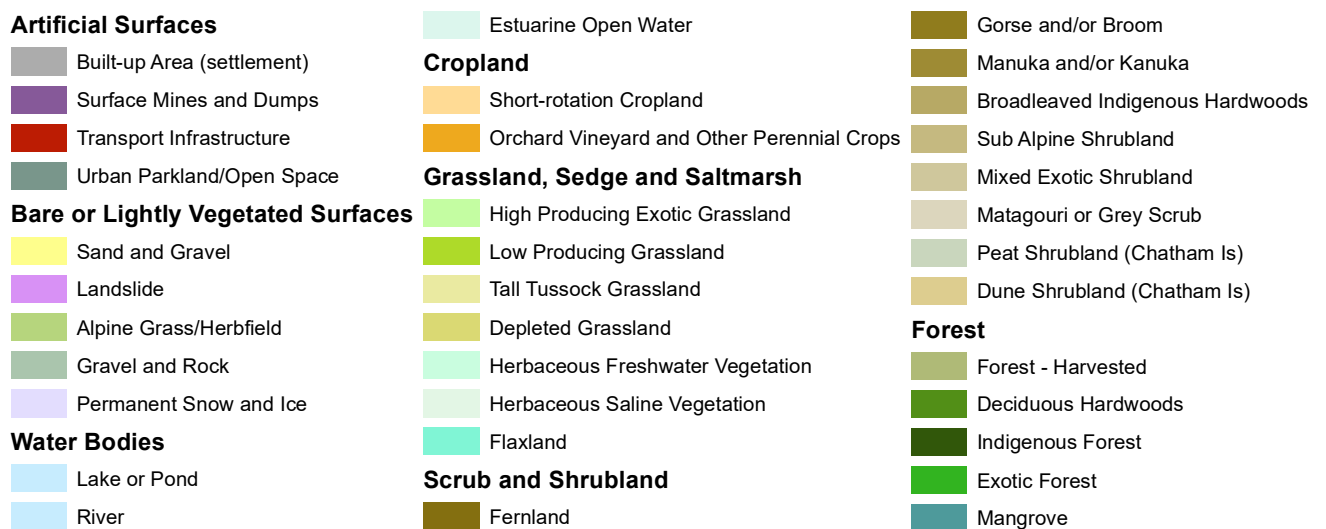 Artificial Surfaces
Built-up Area (settlement)
Surface Mines and Dumps
Transport Infrastructure
Urban Parkland/Open Space
Bare or Lightly Vegetated Surfaces
Sand and Gravel
Landslide
Alpine Grass/Herbfield
Gravel and Rock
Permanent Snow and Ice
Water Bodies
Lake or Pond
River
Estuarine Open Water
Cropland
Short-rotation Cropland
Orchard Vineyard and Other Perennial Crops
Grassland, Sedge and Saltmarsh
High Producing Exotic Grassland
Low Producing Grassland
Tall Tussock Grassland
Depleted Grassland
Herbaceous Freshwater Vegetation
Herbaceous Saline Vegetation
Flaxland
Scrub and Shrubland
Fernland
Gorse and/or Broom
Manuka and/or Kanuka
Broadleaved Indigenous Hardwoods
Sub Alpine Shrubland
Mixed Exotic Shrubland
Matagouri or Grey Scrub
Peat Shrubland (Chatham Is)
Dune Shrubland (Chatham Is)
Forest
Forest - Harvested
Deciduous Hardwoods
Indigenous Forest
Exotic Forest
Mangrove